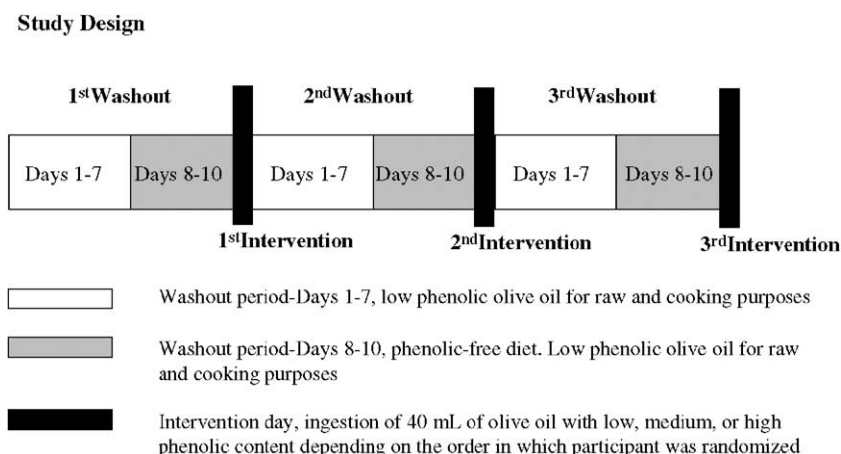 Study Design
1stWashout 2ndWashout 3rdWashout
Days 1-7 Days 8-10 Days 1-7 Days 8-10 Days 1-7 Days 8-10
1stIntervention 2ndIntervention 3rdIntervention
Washout period-Days 1-7, low phenolic olive oil for raw and cooking purposes
Washout period-Days 8-10, phenolic-free diet. Low phenolic olive oil for raw
and cooking purposes
Intervention day, ingestion of 40 mL of olive oil with low, medium, or high
phenolic content depending on the order in which participant was randomized